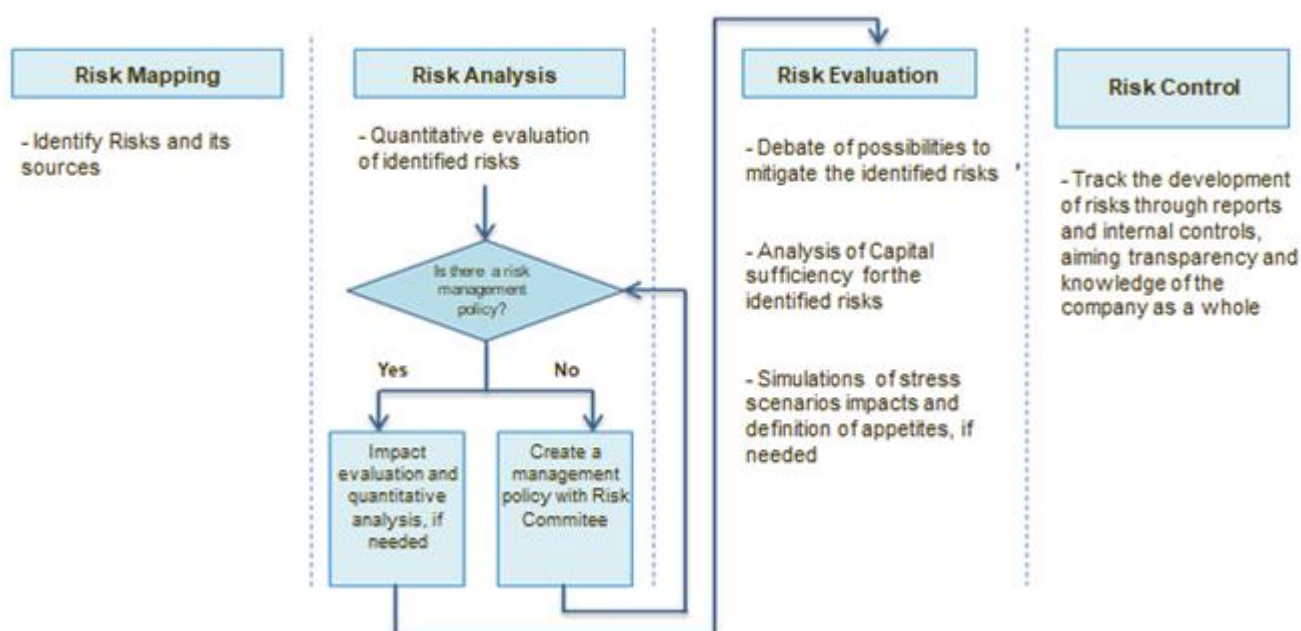 Risk Mapping
- Identify Risks and its
sources
Risk Analysis
- Quantitative evaluation
of identified risks
Is there a risk
management
policy?
Yes
No
Impact
evaluation and
quantitative
analysis, if
needed
Create a
management
policy with Risk
Commitee
Risk Evaluation
- Debate of possibilities to
mitigate the identified risks ,
- Analysis of Capital
sufficiency forthe
identified risks
- Simulations of stress
scenarios impacts and
definition of appetites, if
needed
Risk Control
- Track the development
of risks through reports
and internal controls,
aiming transparency and
knowledge of the
company as a whole